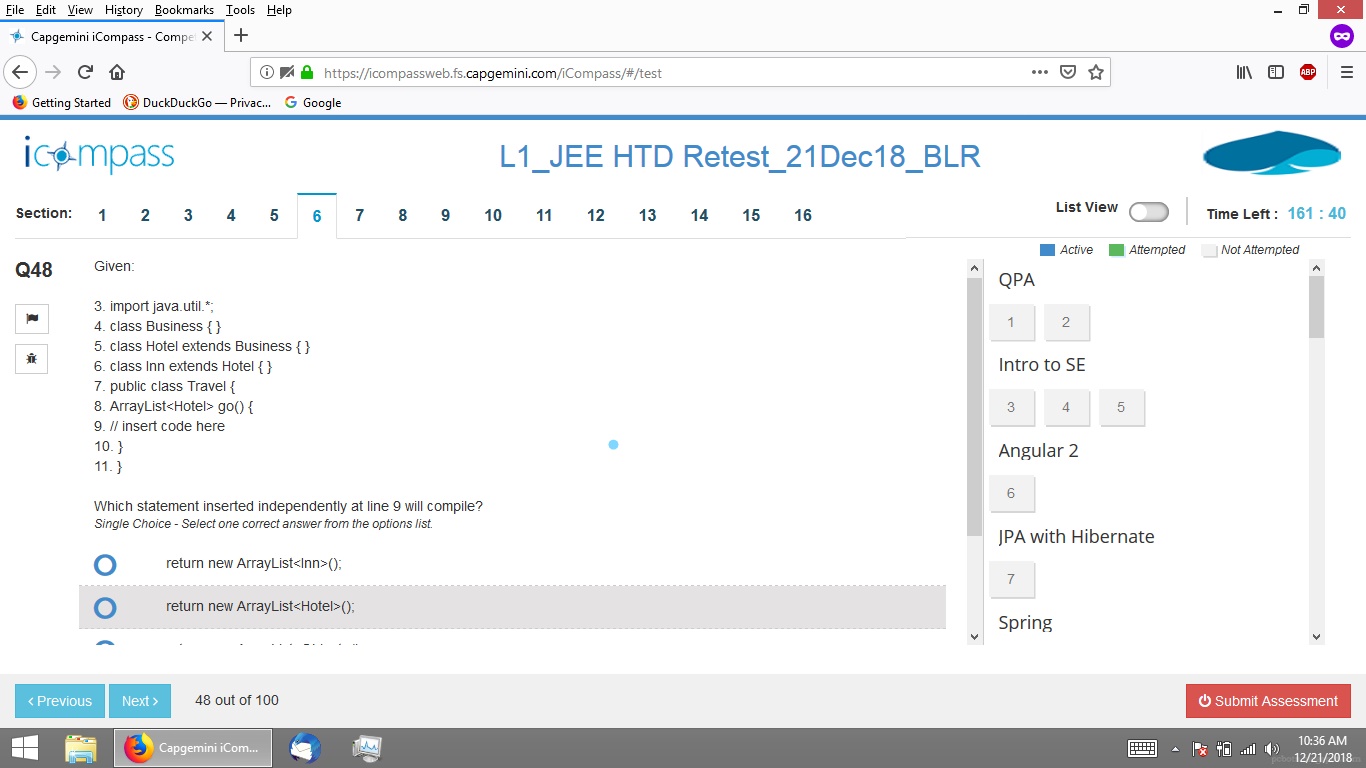 File Edit View History Bookmarks Tools Help
Capgemini iCompass - Compe
https://icompassweb.fs.capgemini.com/iCompass/#/test
ABP
Getting Started DuckDuckGo — Privac... Google
icompass
L1_JEE HTD Retest_21Dec18_BLR
Section: 1 2 3 4 5 6 7 8 9 10 11 12 13 14 15 16
List View
Time Left : 161 : 40
Active Attempted Not Attempted
Q48
Given:
3. import java.util.*;
4. class Business { }
5. class Hotel extends Business { }
6. class Inn extends Hotel { }
7. public class Travel {
8. ArrayList<Hotel> go() {
9. // insert code here
10. }
11. }
Which statement inserted independently at line 9 will compile?
Single Choice - Select one correct answer from the options list.
return new ArrayList<Inn>();
return new ArrayList<Hotel>();
QPA
1 2
Intro to SE
3 4 5
Angular 2
6
JPA with Hibernate
7
Spring
Previous Next
48 out of 100
Submit Assessment
Capgemini iCom...
10:36 AM
12/21/2018